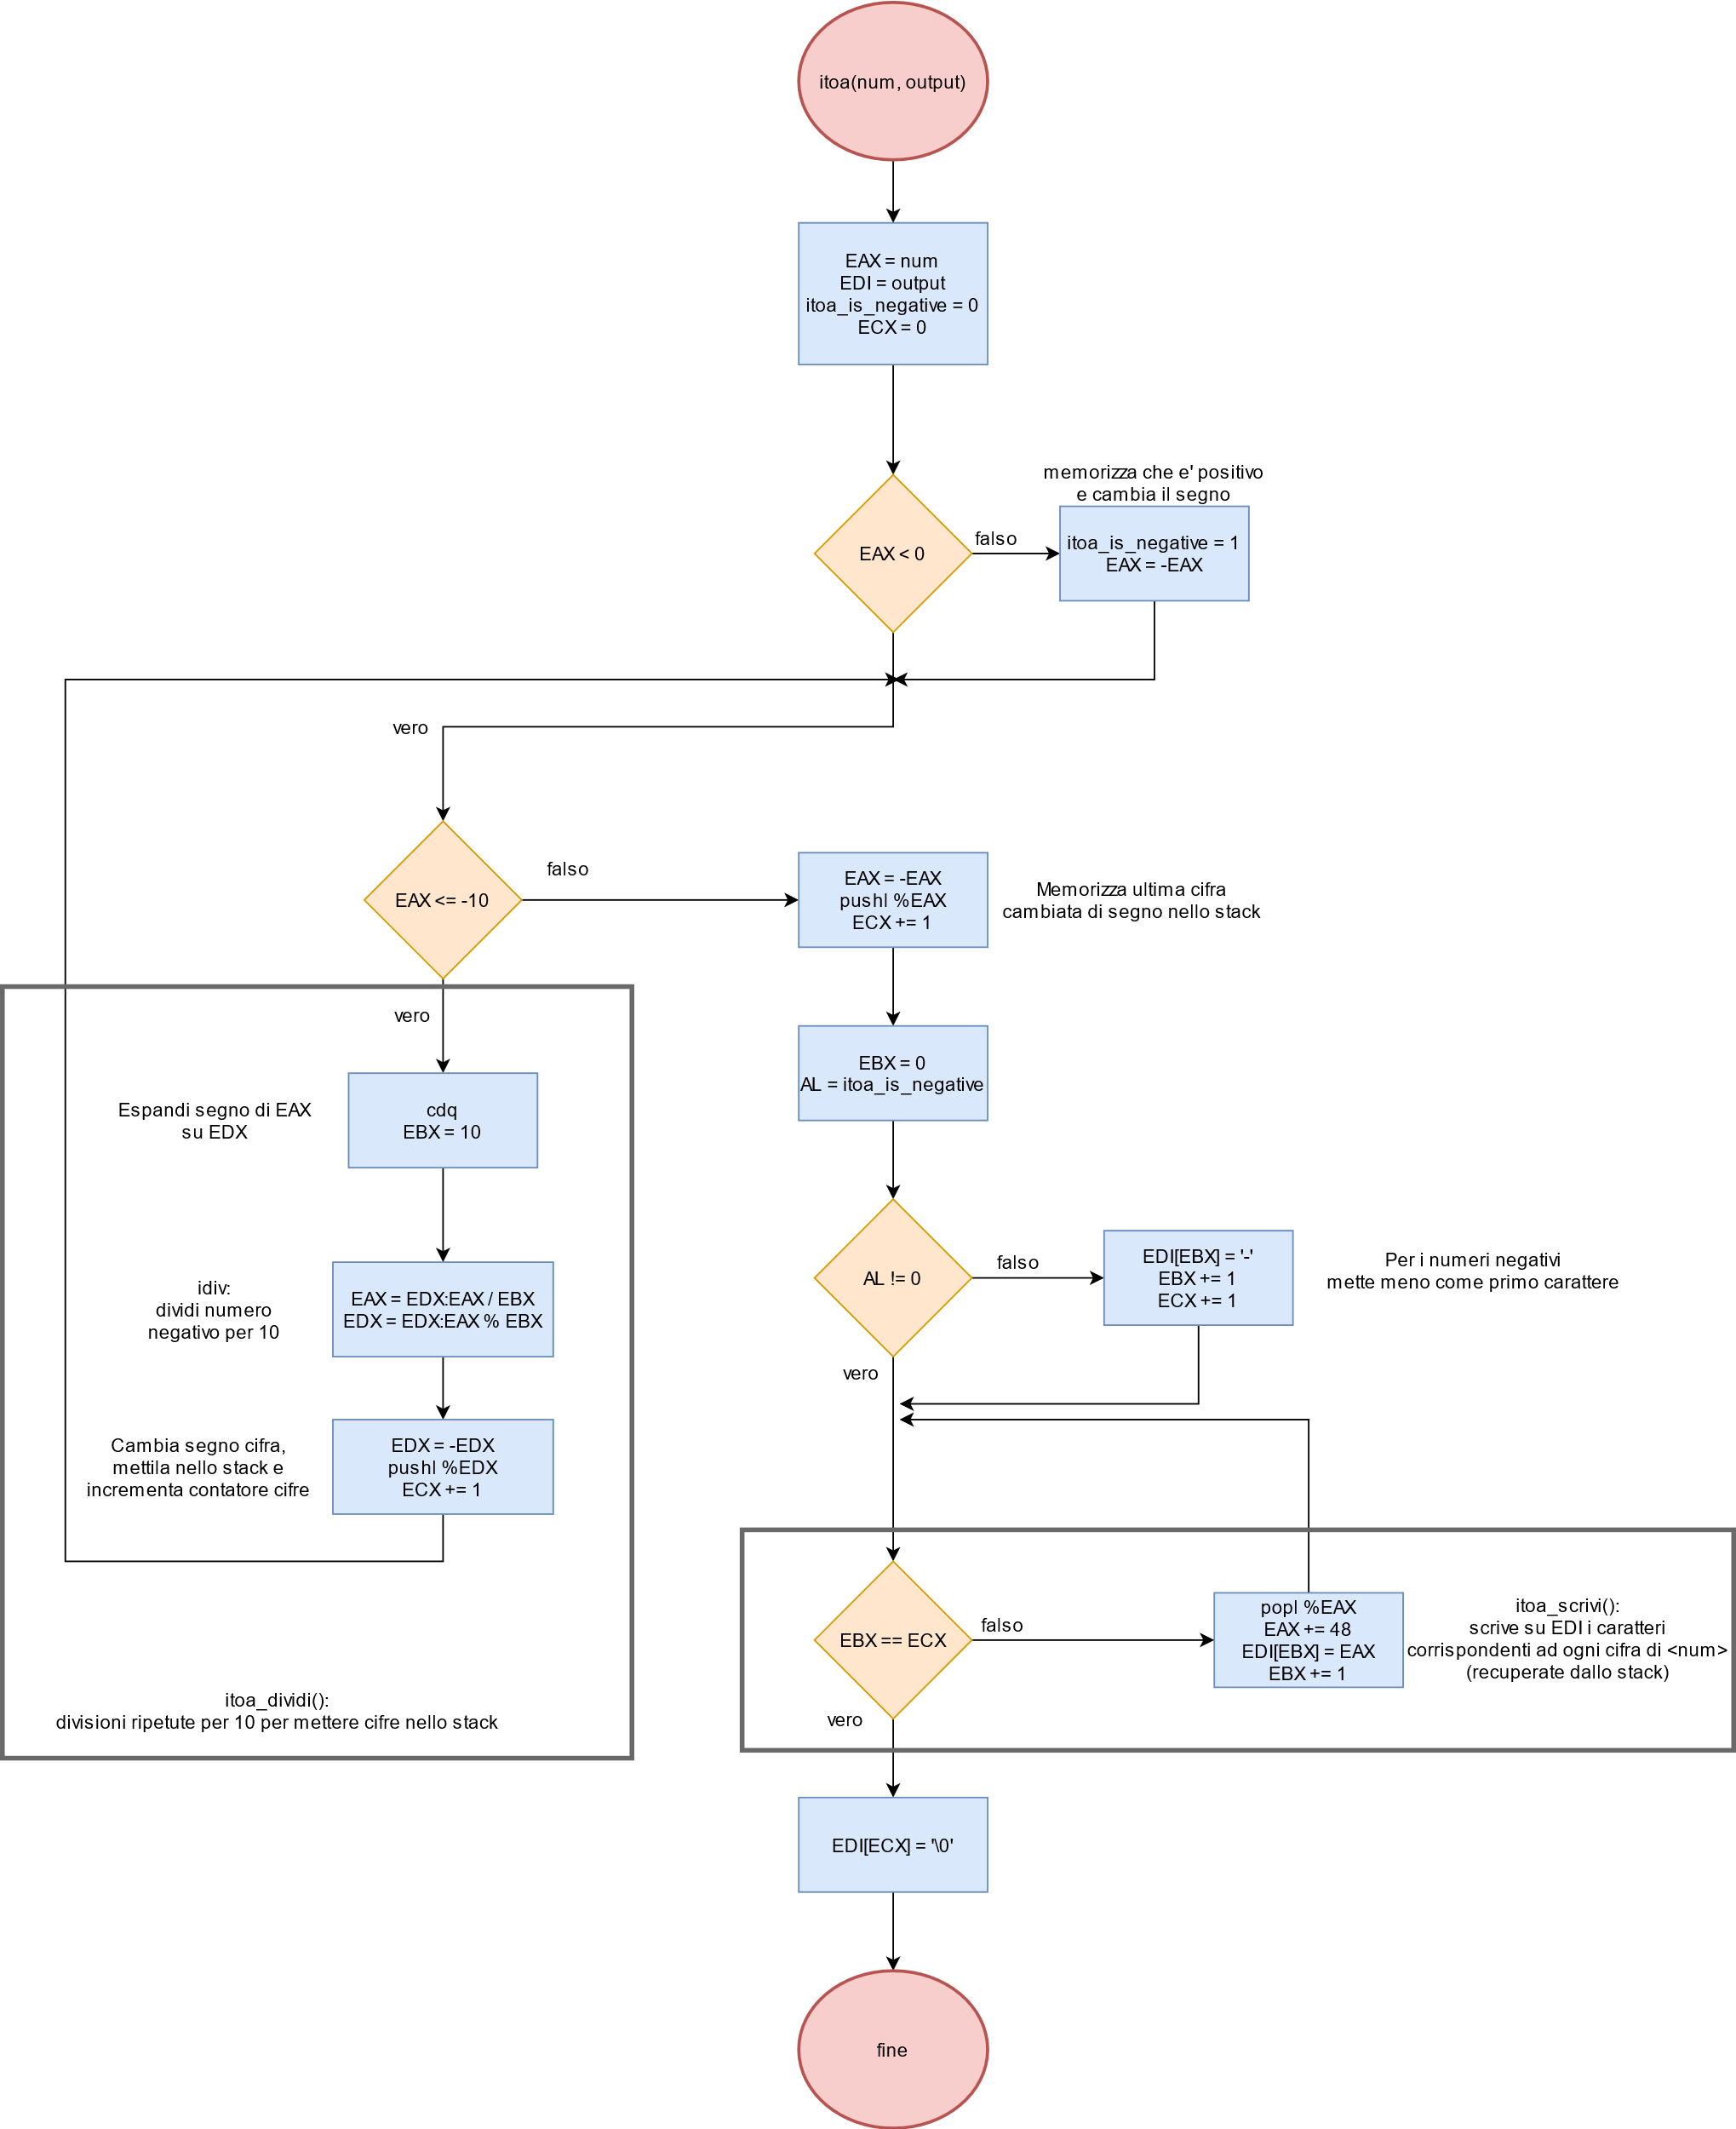 itoa(num, output)
EAX = num
EDI = output
itoa_is_negative = 0
ECX = 0
memorizza che e' positivo
e cambia il segno
EAX < 0
falso
itoa_is_negative = 1
EAX = -EAX
vero
EAX <= -10
falso
EAX = -EAX
pushl %EAX
ECX += 1
Memorizza ultima cifra
cambiata di segno nello stack
vero
Espandi segno di EAX
su EDX
cdq
EBX = 10
EBX = 0
AL = itoa_is_negative
idiv:
dividi numero
negativo per 10
EAX = EDX:EAX / EBX
EDX = EDX:EAX % EBX
AL != 0
falso
EDI[EBX] = '-'
EBX += 1
ECX += 1
Per i numeri negativi
mette meno come primo carattere
vero
Cambia segno cifra,
mettila nello stack e
incrementa contatore cifre
EDX = -EDX
pushl %EDX
ECX += 1
itoa_dividi():
divisioni ripetute per 10 per mettere cifre nello stack
EBX == ECX
falso
popl %EAX
EAX += 48
EDI[EBX] = EAX
EBX += 1
itoa_scrivi():
scrive su EDI i caratteri
corrispondenti ad ogni cifra di <num>
(recuperate dallo stack)
vero
EDI[ECX] = '\0'
fine